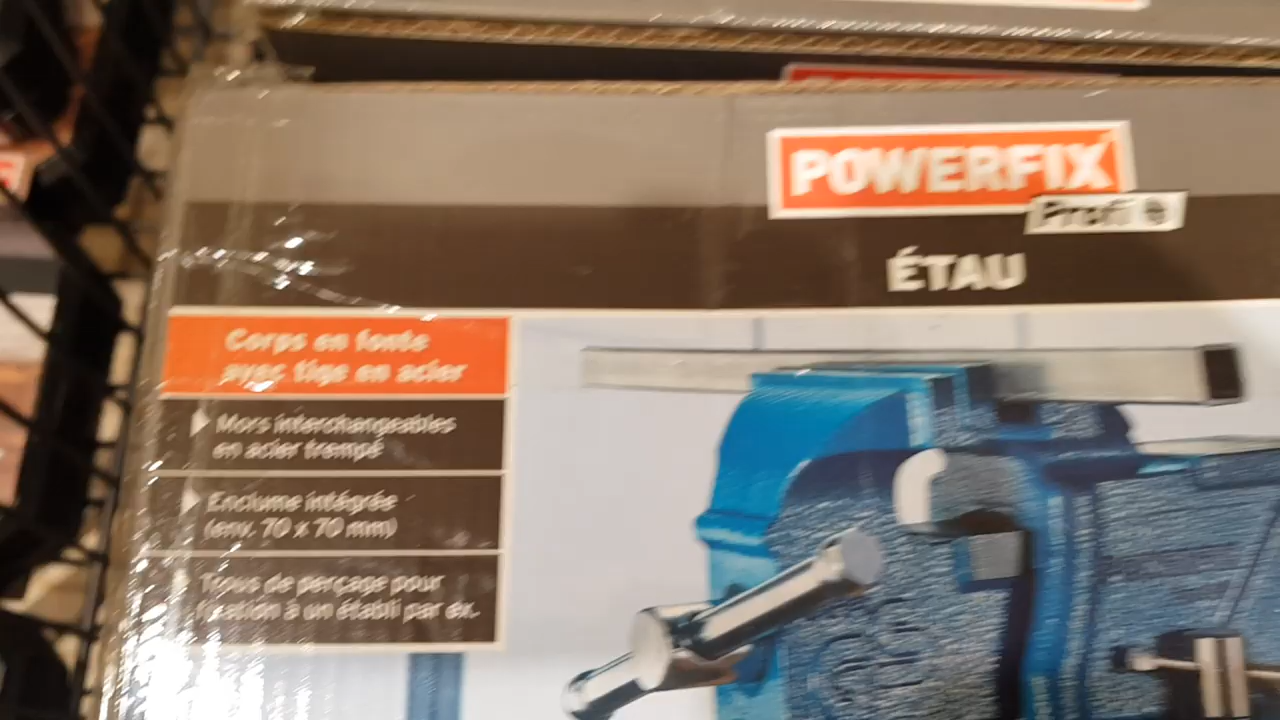 POWERFIX
Profi
ÉTAU
Corps en fonte
avec tige en acier
Mors interchangeables
en acier trempé
Enclume intégrée
(env. 70 x 70 mm)
Trous de perçage pour
fixation à un établi par ex.